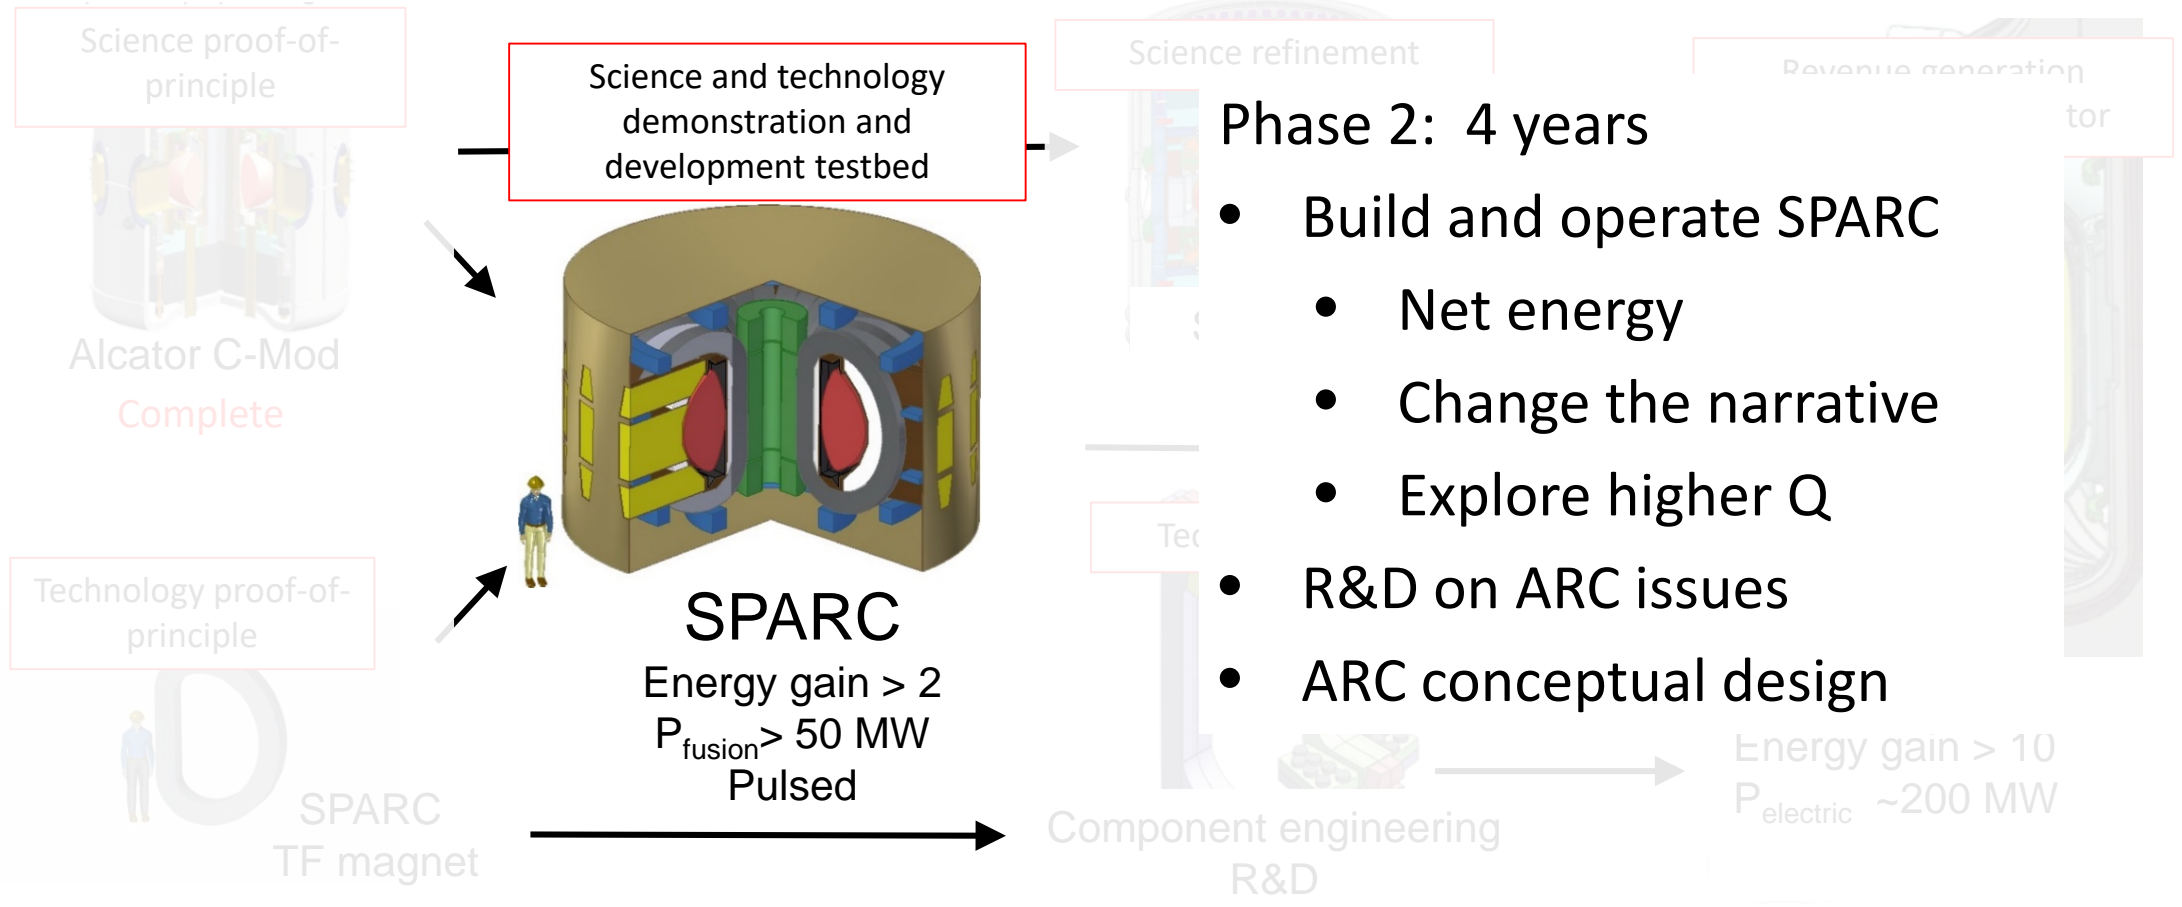 Science proof-of-
principle
Alcator C-Mod
Complete
Technology proof-of-
principle
SPARC
TF magnet
Science and technology
demonstration and
development testbed
SPARC
Energy gain > 2
Pfusion> 50 MW
Pulsed
Science refinement
Revenue generation
Phase 2: 4 years
• Build and operate SPARC
• Net energy
• Change the narrative
• Explore higher Q
• R&D on ARC issues
• ARC conceptual design
Component engineering
R&D
Energy gain > 10
Pelectric ~200 MW